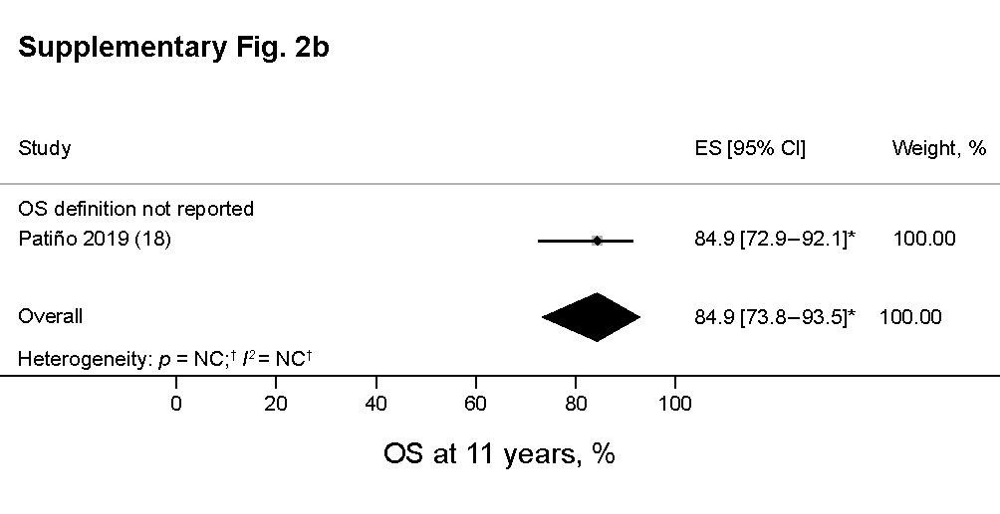 Supplementary Fig. 2b
Study ES [95% CI] Weight, %
OS definition not reported
Patiño 2019 (18) 84.9 [72.9–92.1]* 100.00
Overall 84.9 [73.8–93.5]* 100.00
Heterogeneity: p = NC;† I² = NC†
0 20 40 60 80 100
OS at 11 years, %